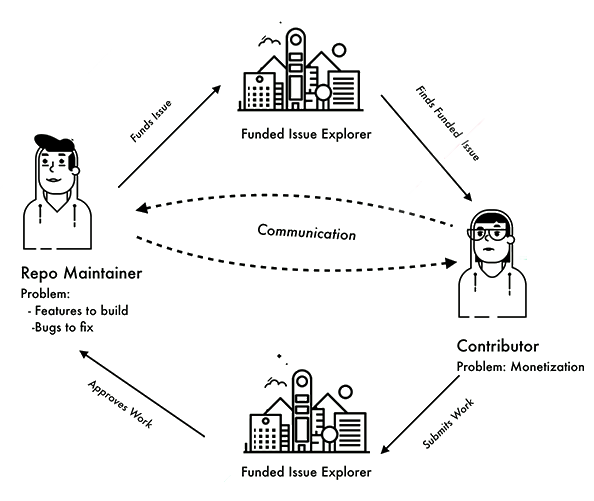 Funds Issue
Funded Issue Explorer
Finds Funded Issue
Communication
Repo Maintainer
Problem:
- Features to build
-Bugs to fix
Contributor
Problem: Monetization
Approves Work
Submits Work
Funded Issue Explorer